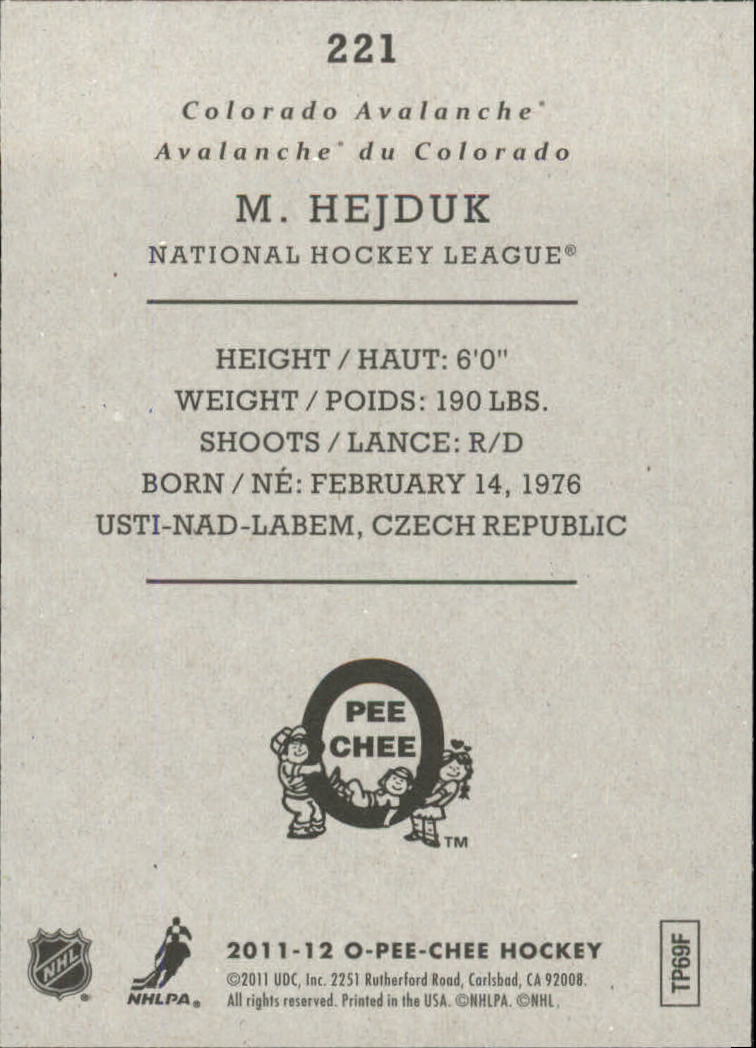 221
Colorado Avalanche*
Avalanche* du Colorado
M. HEJDUK
NATIONAL HOCKEY LEAGUE®
HEIGHT / HAUT: 6'0"
WEIGHT / POIDS: 190 LBS.
SHOOTS / LANCE: R/D
BORN / NÉ: FEBRUARY 14, 1976
USTI-NAD-LABEM, CZECH REPUBLIC
PEE
CHEE
TM
NHL
®
NHLPA®
2011-12 O-PEE-CHEE HOCKEY
©2011 UDC, Inc. 2251 Rutherford Road, Carlsbad, CA 92008.
All rights reserved. Printed in the USA. ©NHLPA. ©NHL.
TP69F